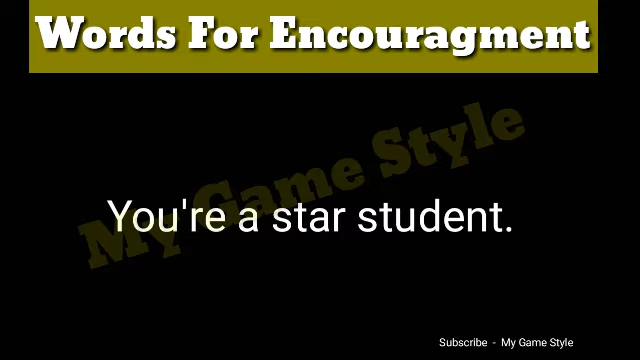 Words For Encouragment
My Game Style
You're a star student.
Subscribe - My Game Style